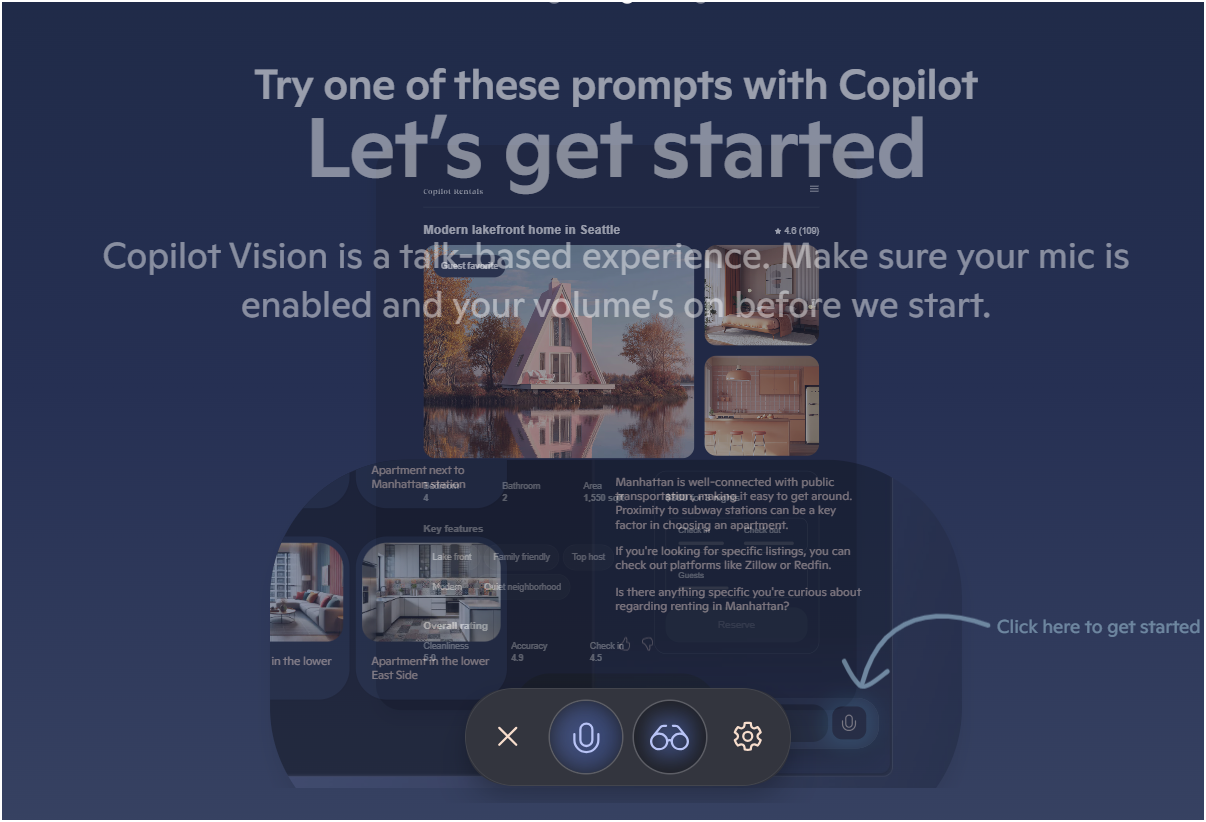 Try one of these prompts with Copilot
Let's get started
Copilot Rentals
Modern lakefront home in Seattle
★ 4.6 (109)
Copilot Vision is a talk-based experience. Make sure your mic is
enabled and your volume's on before we start.
Guest favorite
Apartment next to
Manhattan station
Bedroom
4
Bathroom
2
Area
1,550 sqft
Key features
Lake front
Family friendly
Top host
Modern
Quiet neighborhood
Overall rating
Cleanliness
5.0
Accuracy
4.9
Check in
4.5
in the lower
Apartment in the lower
East Side
Manhattan is well-connected with public
transportation, making it easy to get around.
Proximity to subway stations can be a key
factor in choosing an apartment.
Check in
Check out
If you're looking for specific listings, you can
check out platforms like Zillow or Redfin.
Guests
Is there anything specific you're curious about
regarding renting in Manhattan?
Reserve
Click here to get started